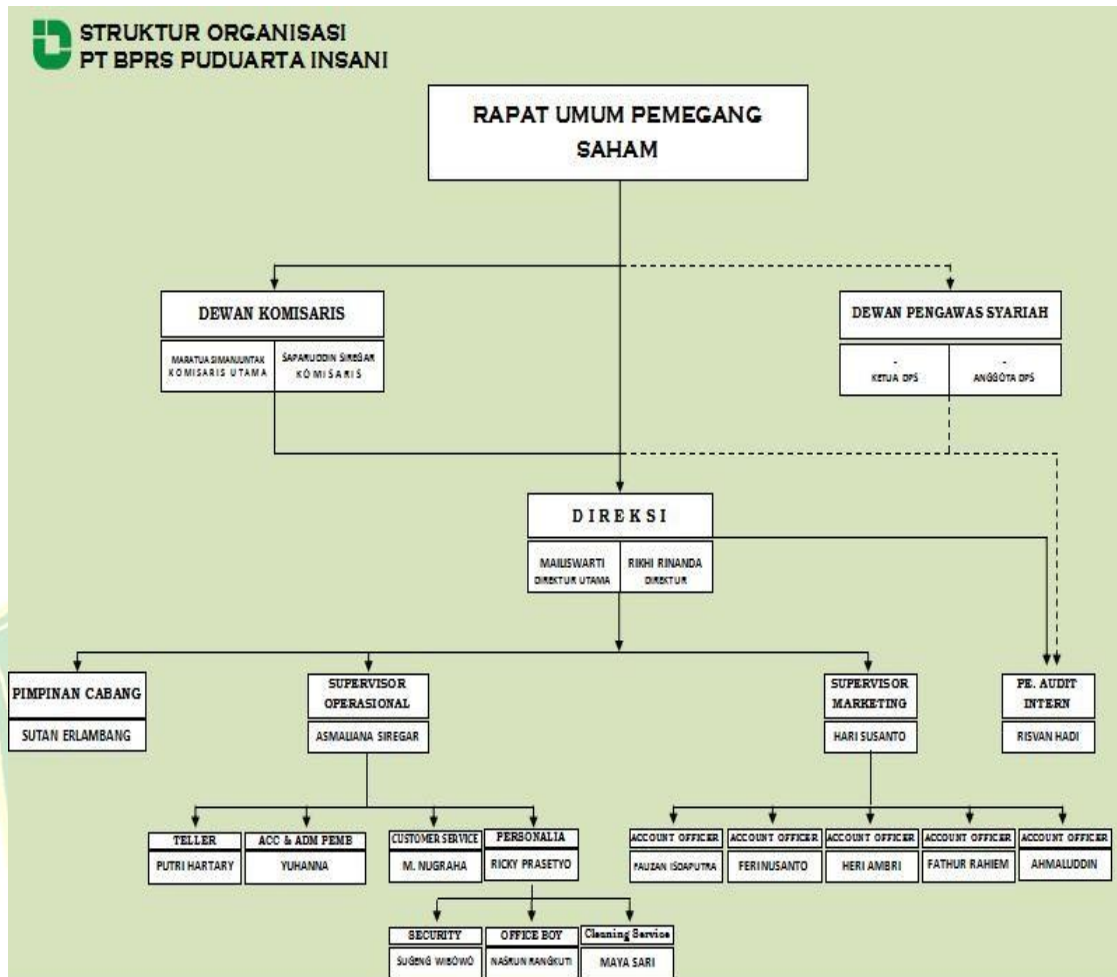 STRUKTUR ORGANISASI
PT BPRS PUDUARTA INSANI
RAPAT UMUM PEMEGANG
SAHAM
DEWAN KOMISARIS
MARATUA SIMANJUNTAK
KOMISARIS UTAMA
SAPARUDDIN SIREGAR
KOMISARIS
DEWAN PENGAWAS SYARIAH
-
KETUA DPS
-
ANGGOTA DPS
DIREKSI
MAILISWARTI
DIREKTUR UTAMA
RIKHI RINANDA
DIREKTUR
PIMPINAN CABANG
SUTAN ERLAMBANG
SUPERVISOR
OPERASIONAL
ASMALIANA SIREGAR
SUPERVISOR
MARKETING
HARI SUSANTO
PE. AUDIT
INTERN
RISVAN HADI
TELLER
PUTRI HARTARY
ACC & ADM PEMB
YUHANNA
CUSTOMER SERVICE
M. NUGRAHA
PERSONALIA
RICKY PRASETYO
ACCOUNT OFFICER
FAUZAN ISDAPUTRA
ACCOUNT OFFICER
FERI NUSANTO
ACCOUNT OFFICER
HERI AMBRI
ACCOUNT OFFICER
FATHUR RAHIEM
ACCOUNT OFFICER
AHMALUDDIN
SECURITY
SUGENG WIBOWO
OFFICE BOY
NASRUN RANGKUTI
Cleaning Service
MAYA SARI